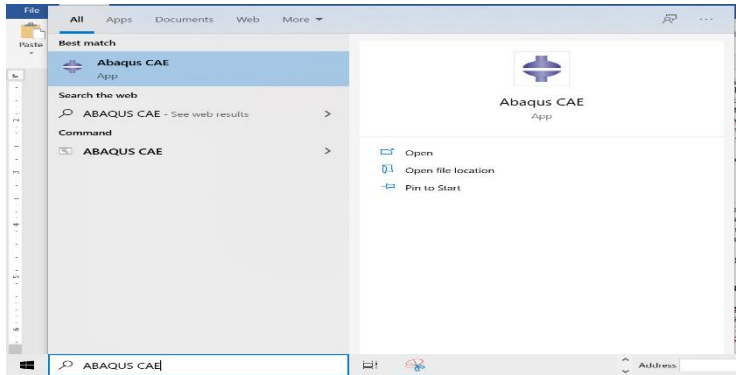 File
All Apps Documents Web More
Paste
Best match
Abaqus CAE
App
Search the web
ABAQUS CAE - See web results
Command
ABAQUS CAE
Abaqus CAE
App
Open
Open file location
Pin to Start
ABAQUS CAE
Address